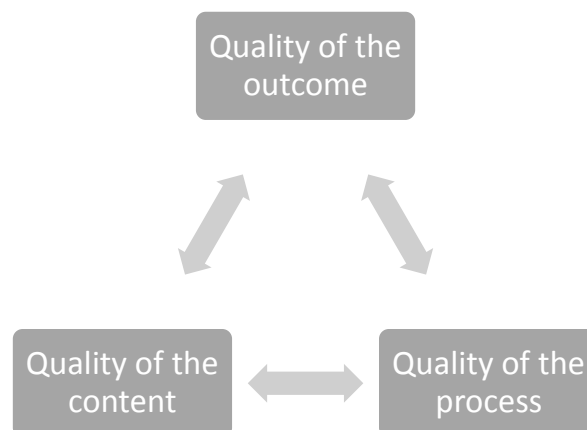 Quality of the
outcome
Quality of the
content
Quality of the
process